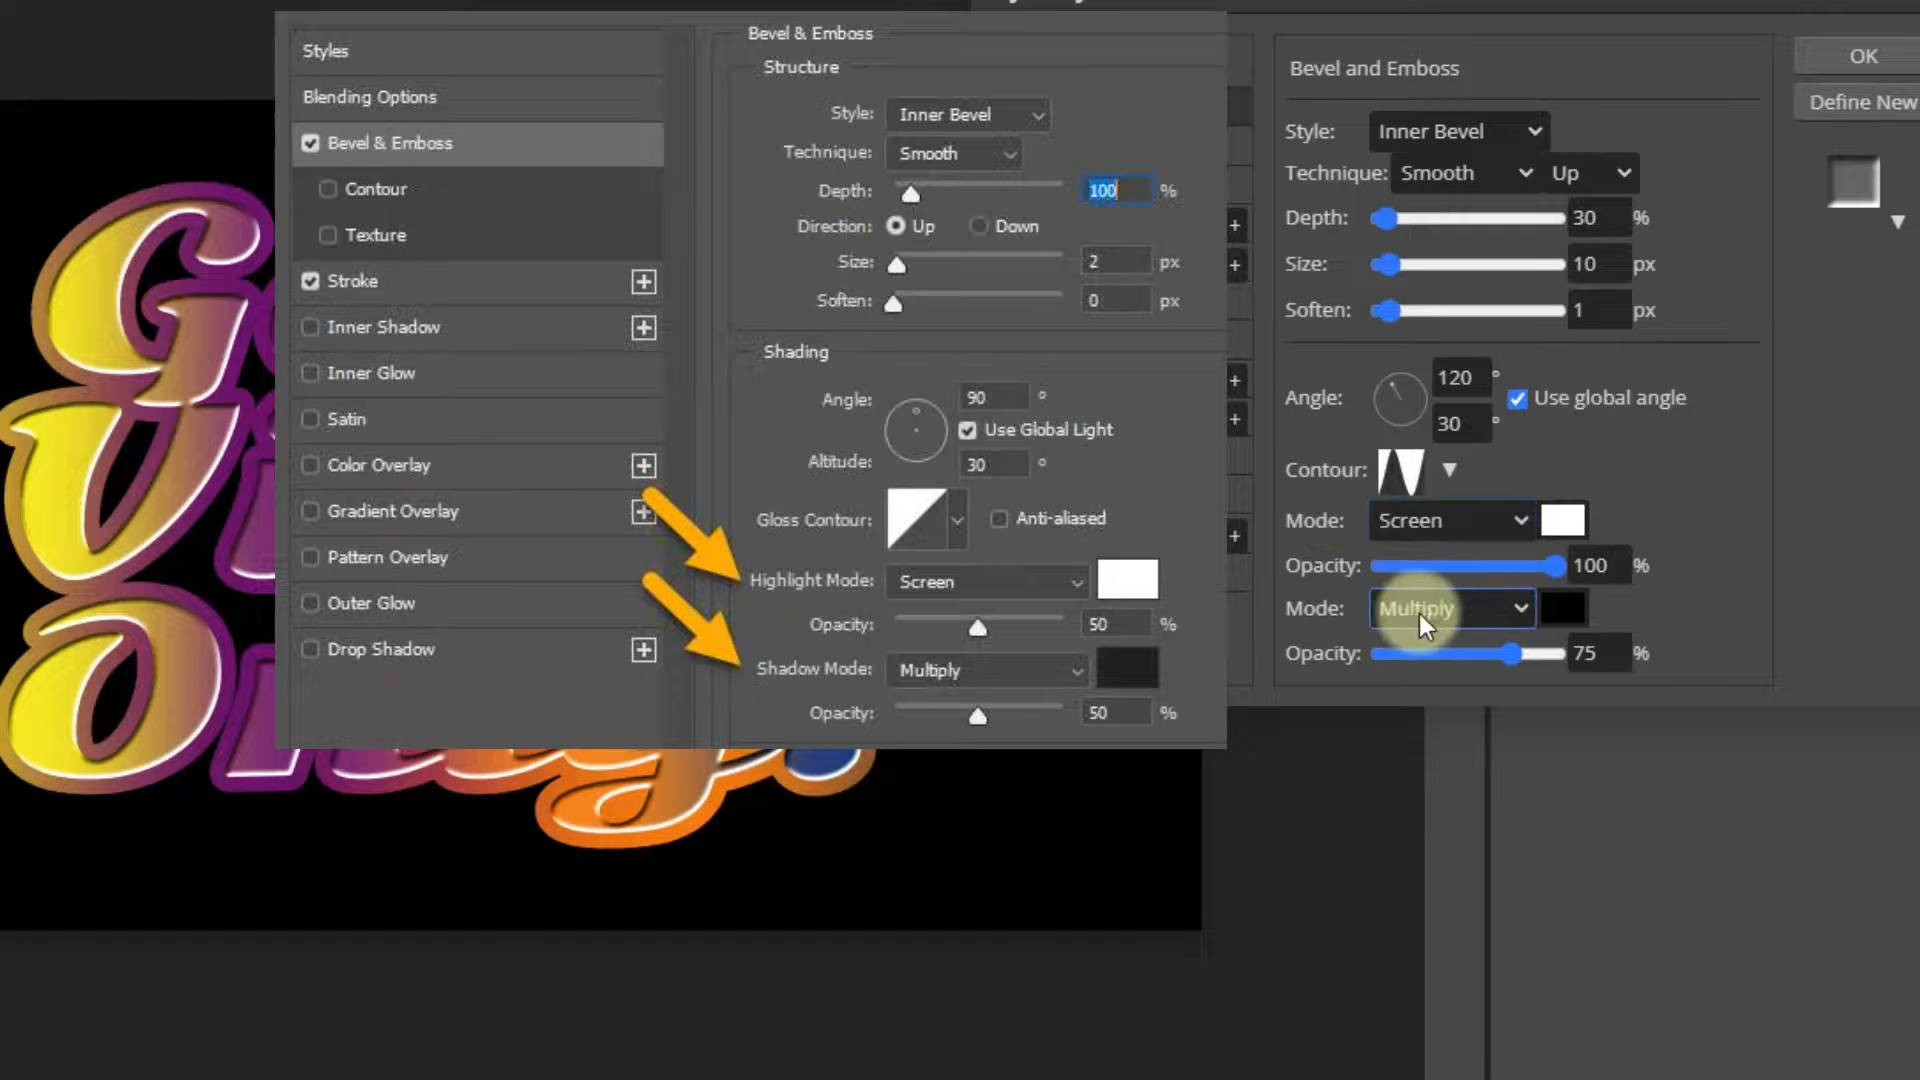 Styles
Blending Options
Bevel & Emboss
Contour
Texture
Stroke
Inner Shadow
Inner Glow
Satin
Color Overlay
Gradient Overlay
Pattern Overlay
Outer Glow
Drop Shadow
Bevel & Emboss
Structure
Style: Inner Bevel
Technique: Smooth
Depth: 100 %
Direction: Up Down
Size: 2 px
Soften: 0 px
Shading
Angle: 90 °
Use Global Light
Altitude: 30 °
Gloss Contour: Anti-aliased
Highlight Mode: Screen
Opacity: 50 %
Shadow Mode: Multiply
Opacity: 50 %
Bevel and Emboss
Style: Inner Bevel
Technique: Smooth Up
Depth: 30 %
Size: 10 px
Soften: 1 px
Angle: 120 °
Use global angle
30 °
Contour:
Mode: Screen
Opacity: 100 %
Mode: Multiply
Opacity: 75 %
OK
Define New